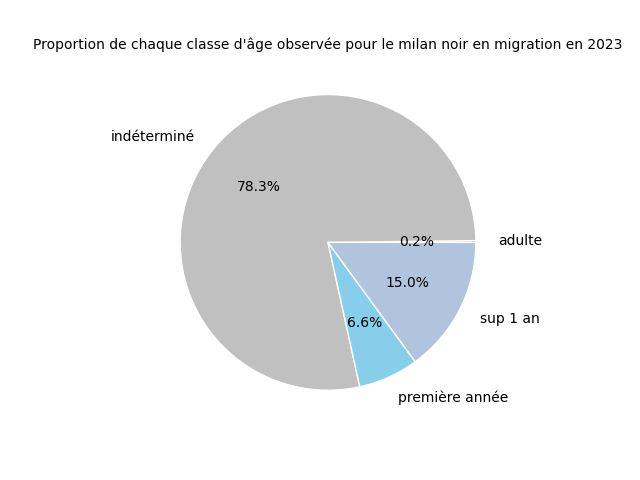 Proportion de chaque classe d'âge observée pour le milan noir en migration en 2023
indéterminé
78.3%
0.2%
adulte
15.0%
sup 1 an
6.6%
première année